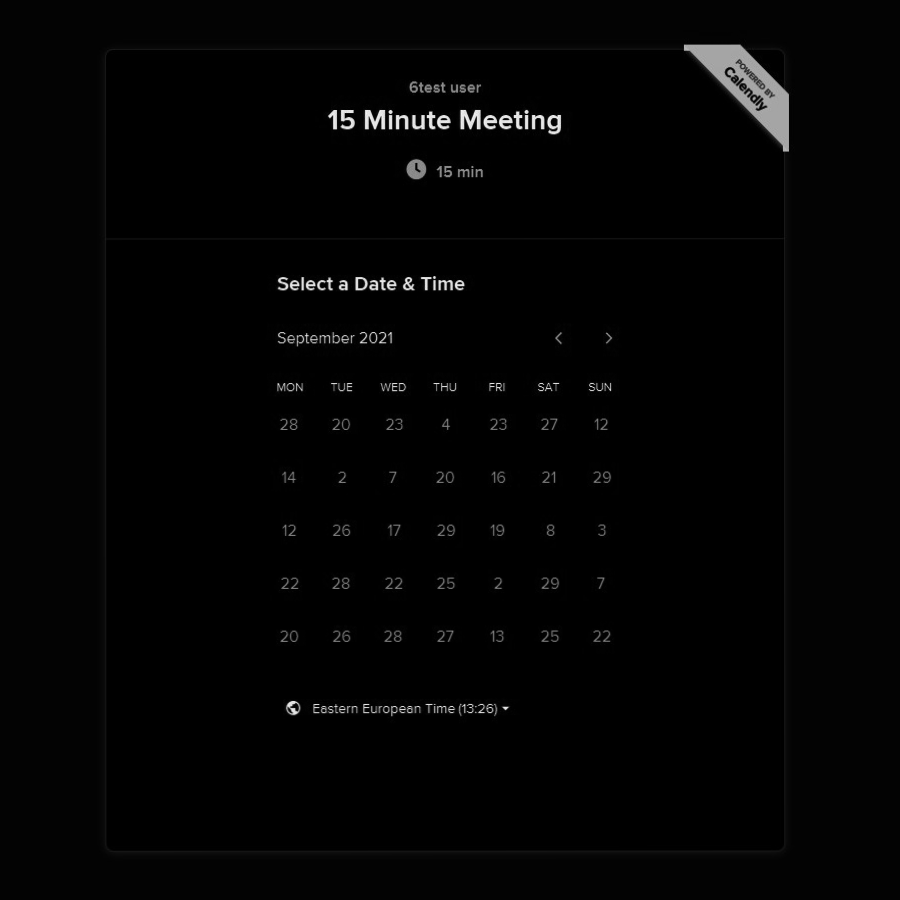 POWERED BY
Calendly
6test user
15 Minute Meeting
15 min
Select a Date & Time
September 2021
MON TUE WED THU FRI SAT SUN
28 20 23 4 23 27 12
14 2 7 20 16 21 29
12 26 17 29 19 8 3
22 28 22 25 2 29 7
20 26 28 27 13 25 22
Eastern European Time (13:26)